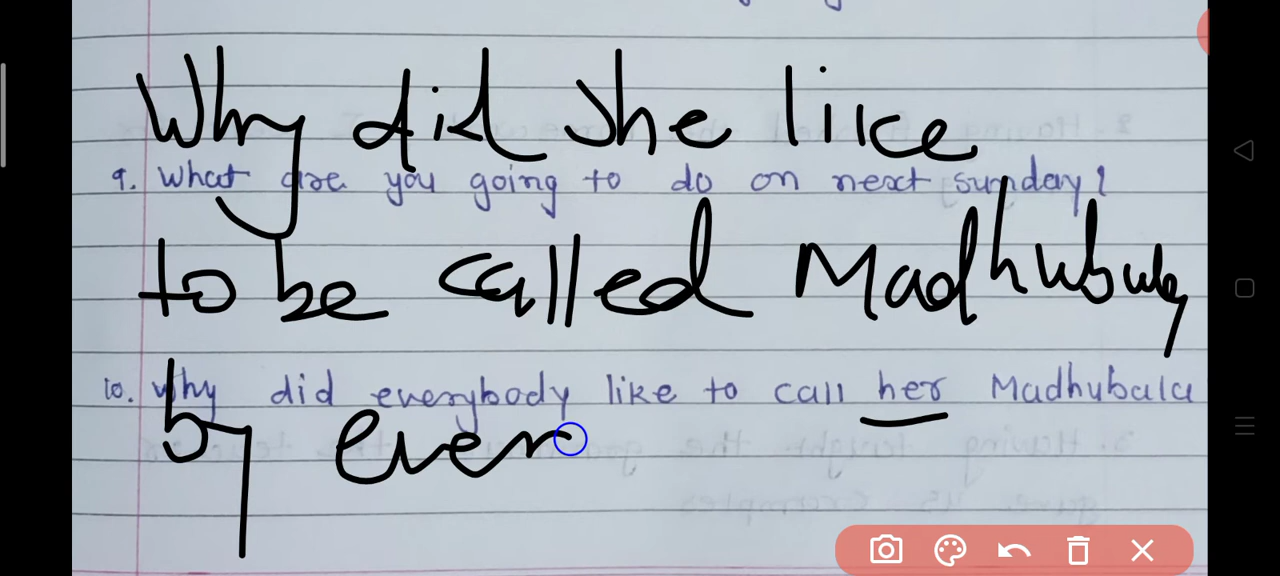 Why did she like
9. What are you going to do on next sunday?
to be called Madhubala
10. Why did everybody like to call her Madhubala
by ever